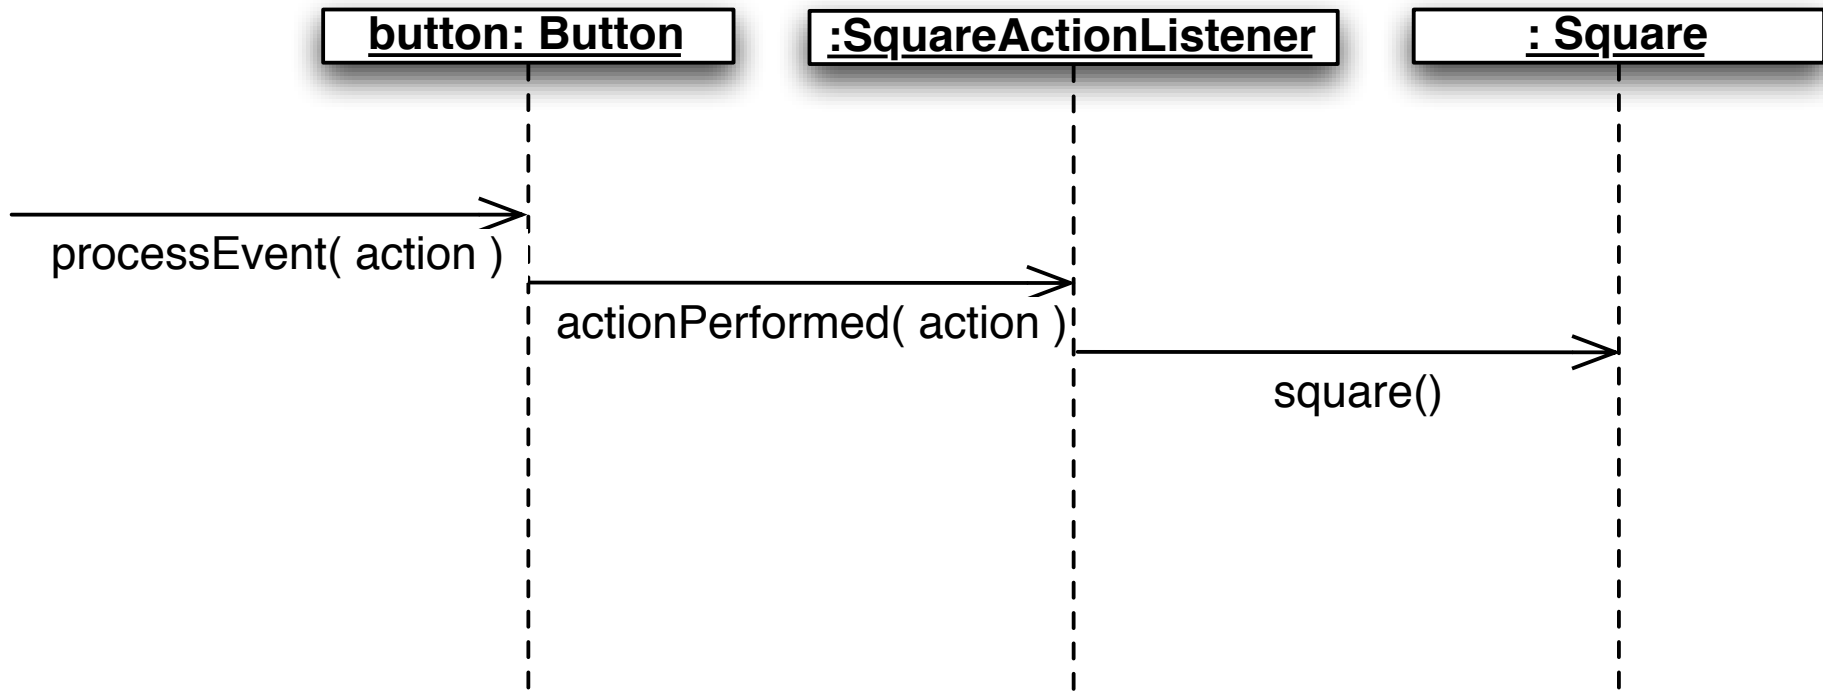 button: Button
:SquareActionListener
: Square
processEvent( action )
actionPerformed( action )
square()